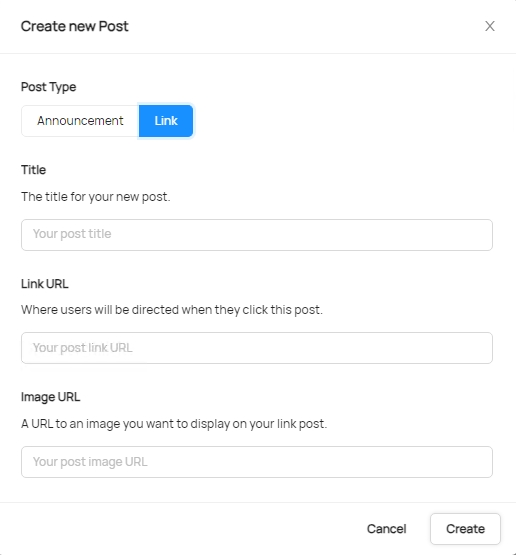 Create new Post
Post Type
Announcement Link
Title
The title for your new post.
Your post title
Link URL
Where users will be directed when they click this post.
Your post link URL
Image URL
A URL to an image you want to display on your link post.
Your post image URL
Cancel Create